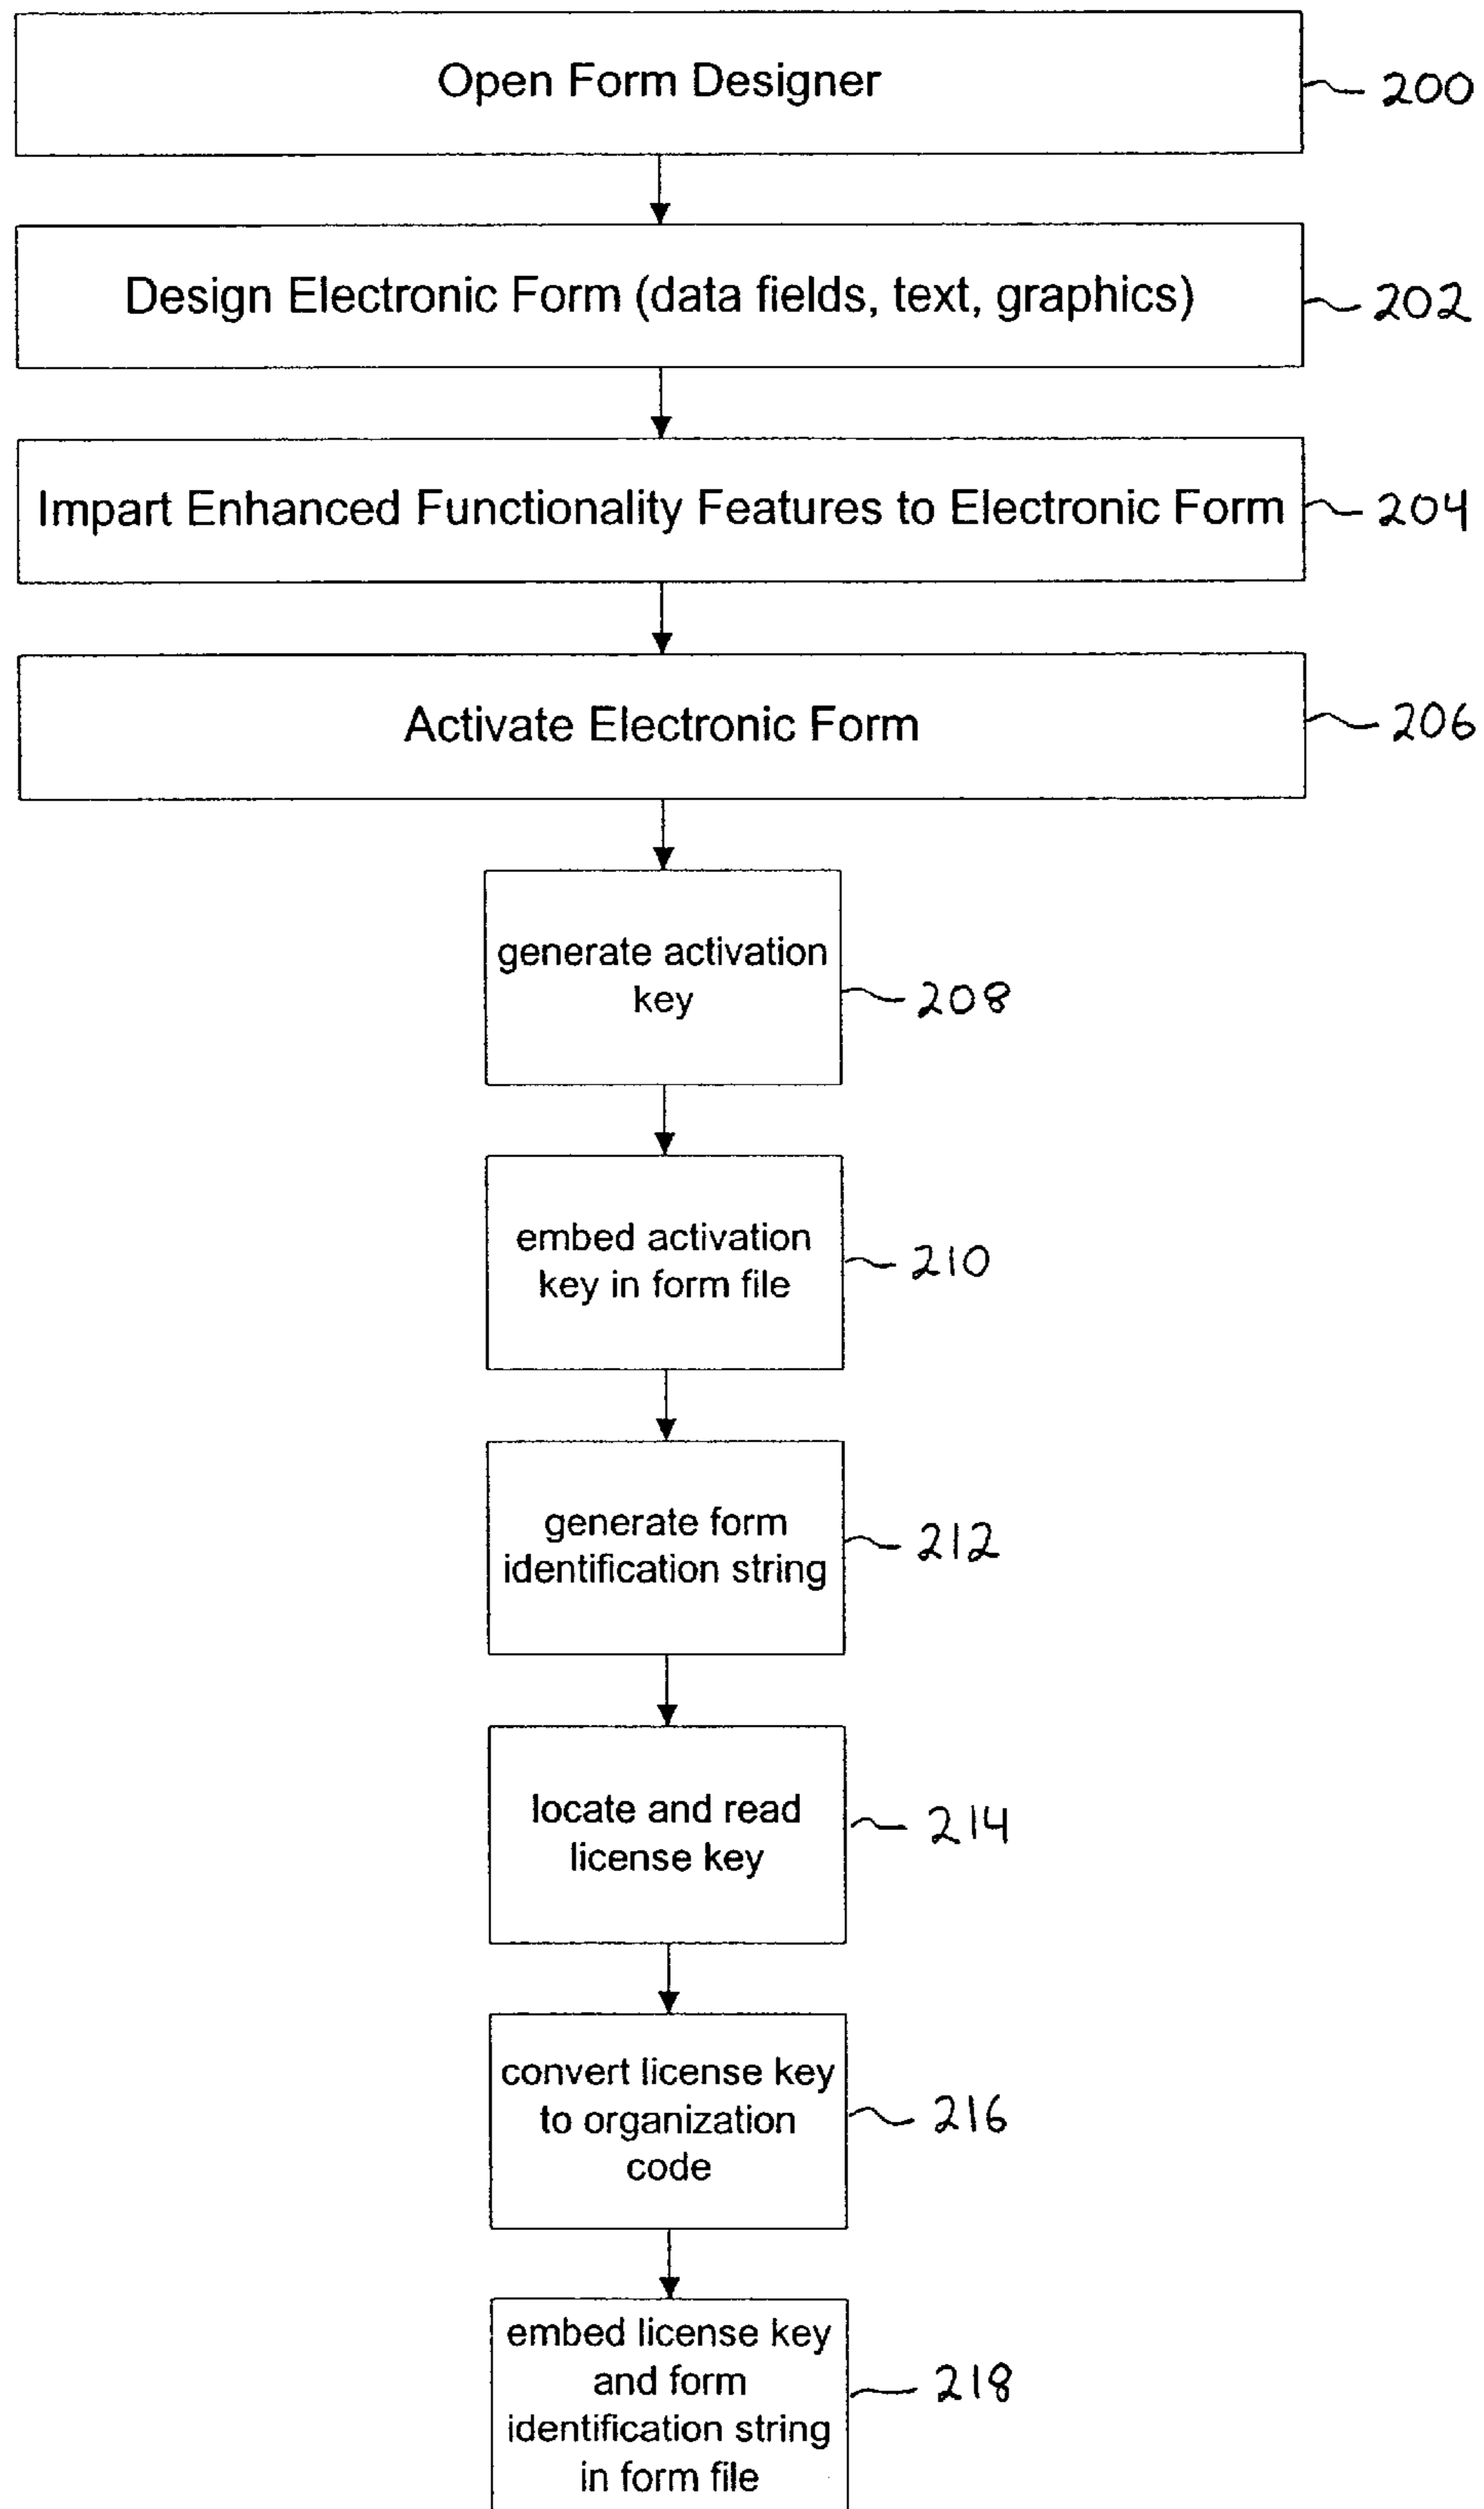 Open Form Designer
200
Design Electronic Form (data fields, text, graphics)
202
Impart Enhanced Functionality Features to Electronic Form
204
Activate Electronic Form
206
generate activation
key
208
embed activation
key in form file
210
generate form
identification string
212
locate and read
license key
214
convert license key
to organization
code
216
embed license key
and form
identification string
in form file
218